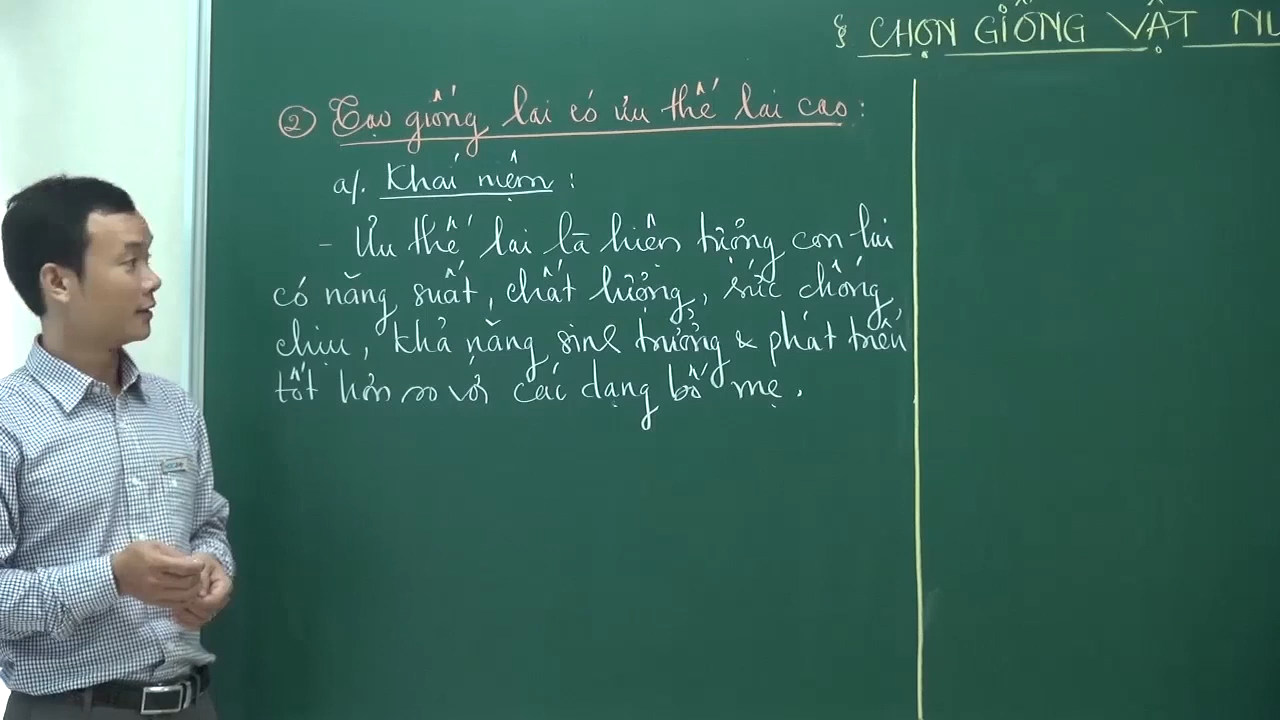 § CHỌN GIỐNG VẬT NU
② Tạo giống lai có ưu thế lai cao:
a/. Khái niệm:
- Ưu thế lai là hiện tượng con lai
có năng suất, chất lượng, sức chống
chịu, khả năng sinh trưởng & phát triển
tốt hơn so với các dạng bố mẹ.